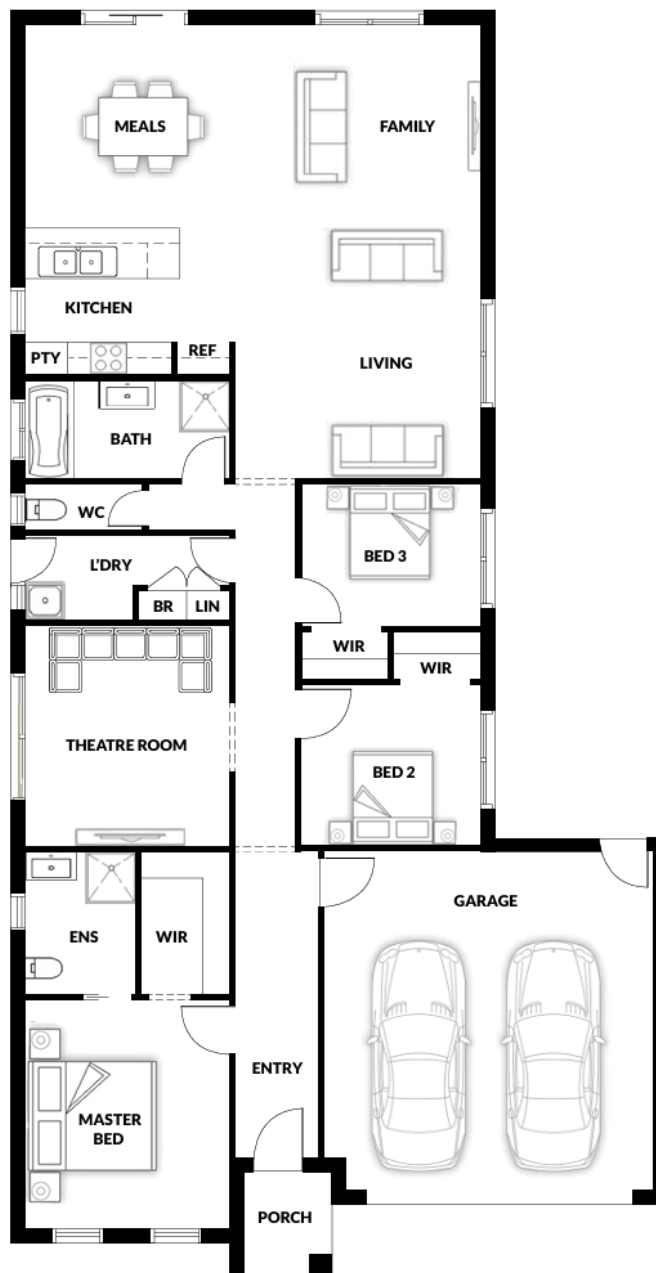 MEALS
FAMILY
KITCHEN
PTY
REF
LIVING
BATH
WC
BED 3
L'DRY
BR
LIN
WIR
WIR
THEATRE ROOM
BED 2
GARAGE
ENS
WIR
ENTRY
MASTER
BED
PORCH